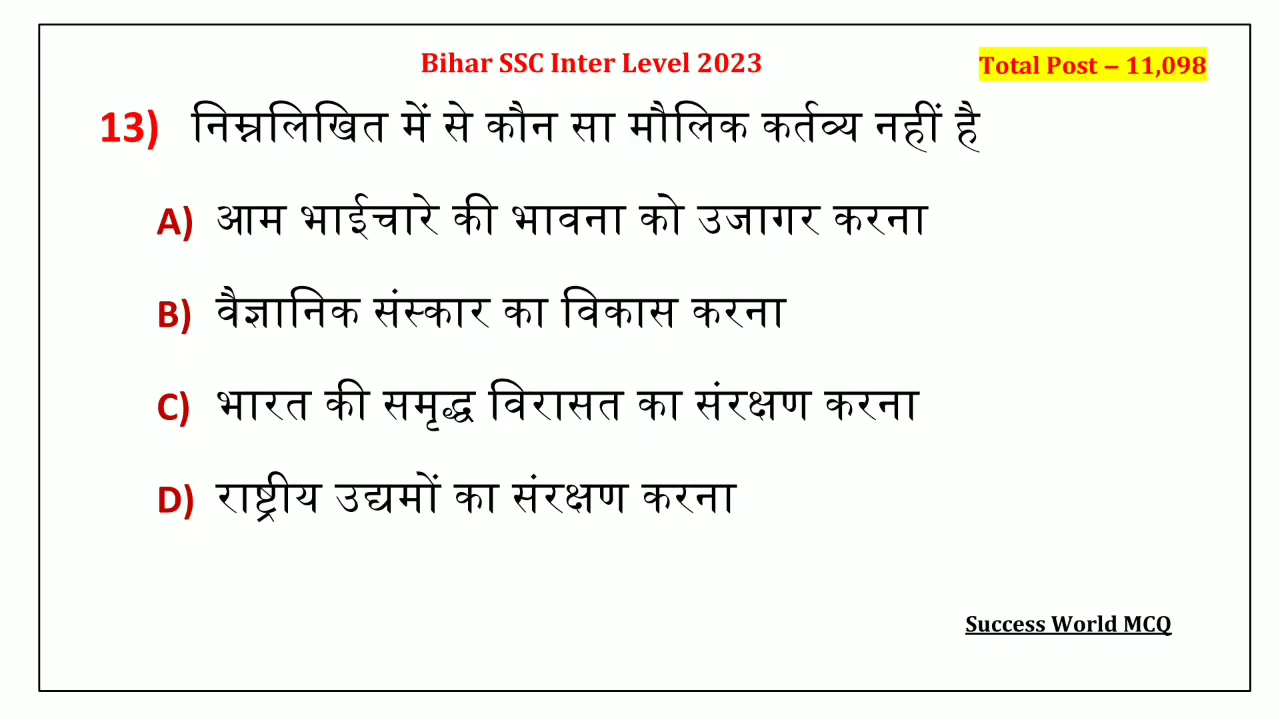 Bihar SSC Inter Level 2023
Total Post – 11,098
13) निम्नलिखित में से कौन सा मौलिक कर्तव्य नहीं है
A) आम भाईचारे की भावना को उजागर करना
B) वैज्ञानिक संस्कार का विकास करना
C) भारत की समृद्ध विरासत का संरक्षण करना
D) राष्ट्रीय उद्यमों का संरक्षण करना
Success World MCQ